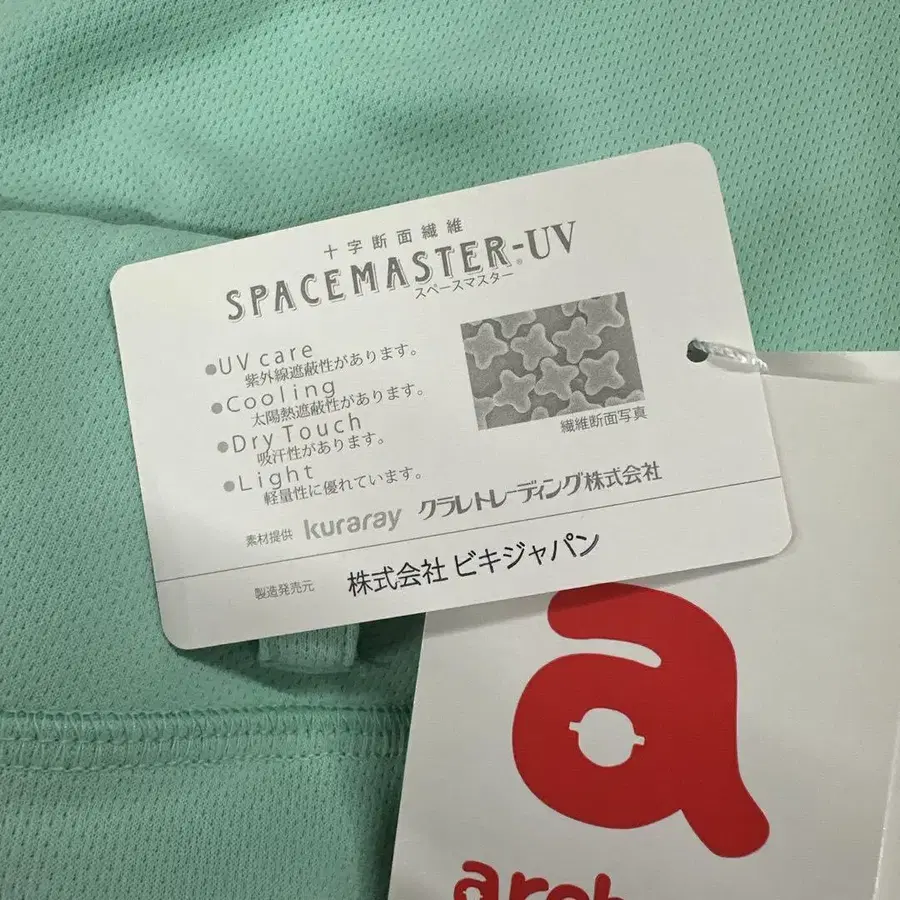 十字断面繊維
SPACEMASTER®-UV
スペースマスター
●UV care
紫外線遮蔽性があります。
●Cooling
太陽熱遮蔽性があります。
●Dry Touch
吸汗性があります。
●Light
軽量性に優れています。
繊維断面写真
素材提供 kuraray クラレトレーディング株式会社
製造発売元 株式会社 ビキジャパン
a